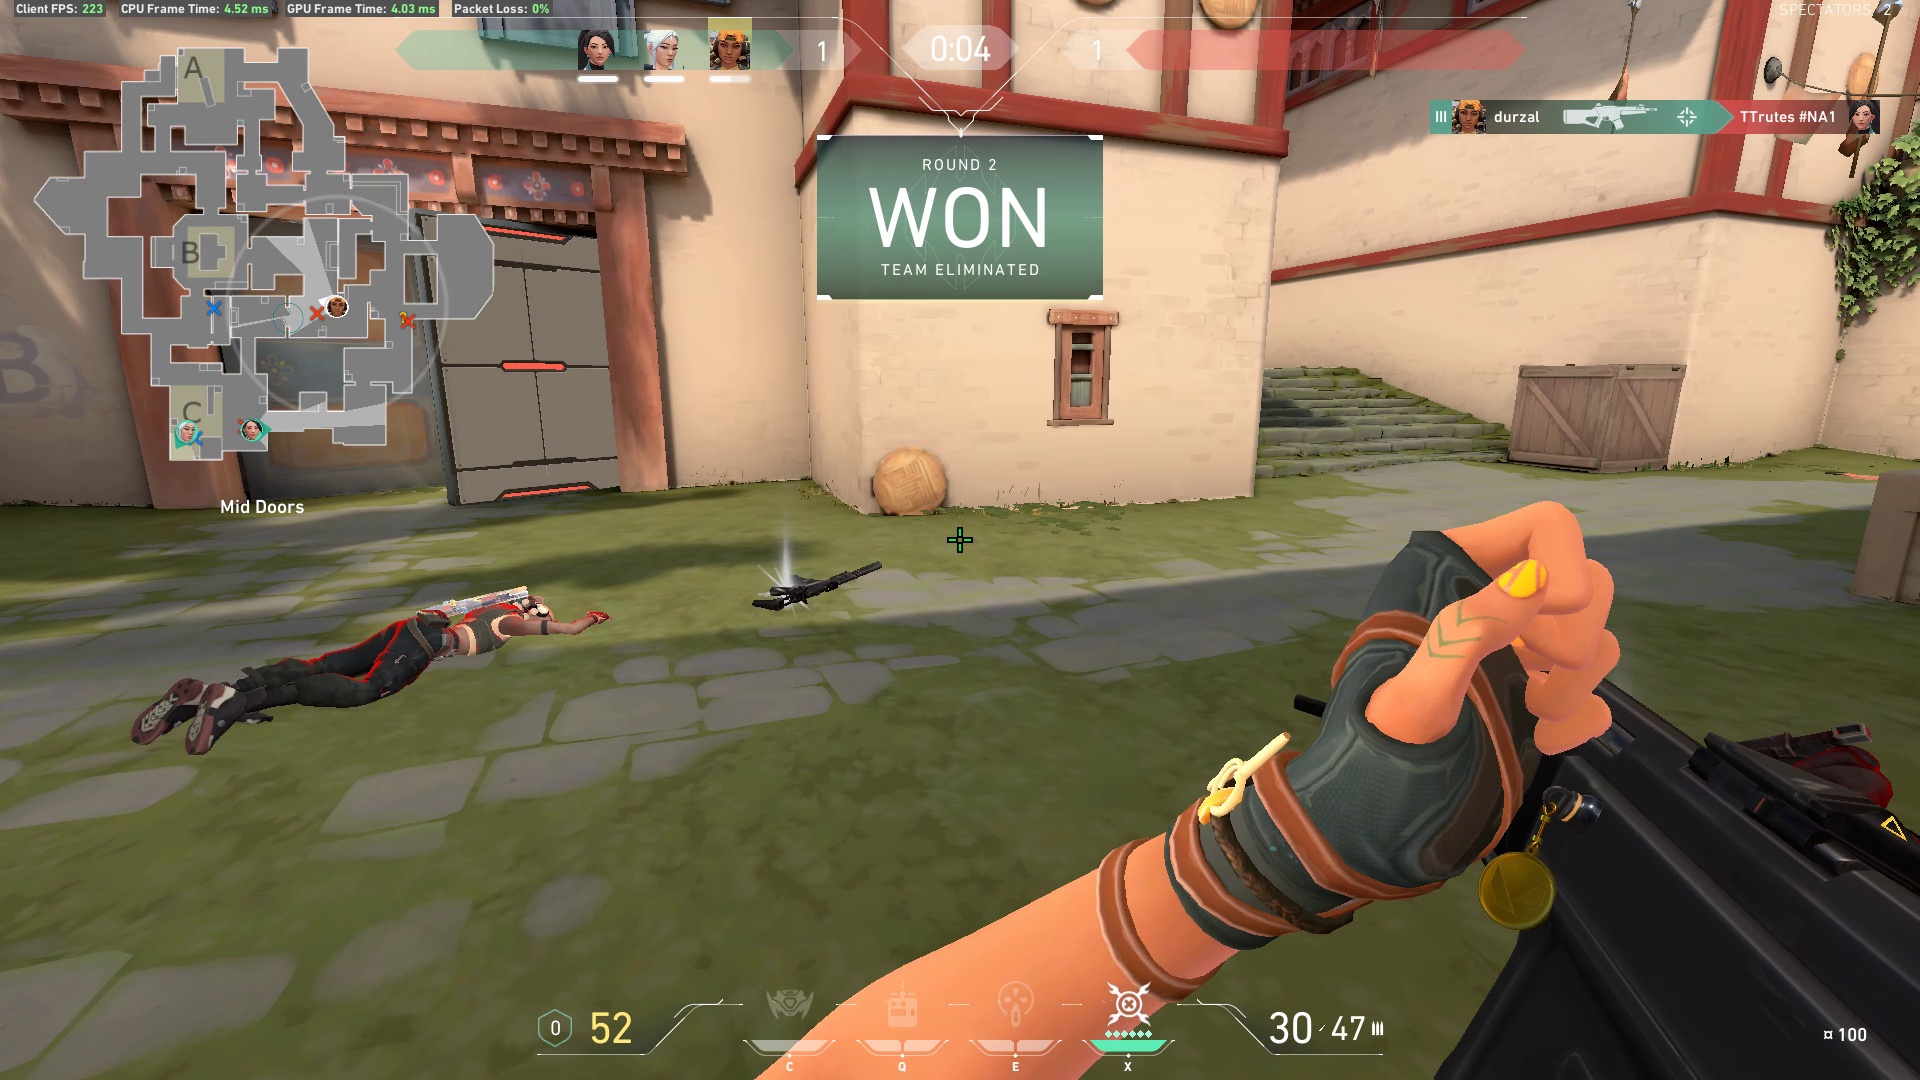 Client FPS: 223 CPU Frame Time: 4.52 ms GPU Frame Time: 4.03 ms Packet Loss: 0%
SPECTATORS 2
1 0:04 1
A
III durzal TTrutes #NA1
ROUND 2
WON
TEAM ELIMINATED
B
B
C
Mid Doors
0 52
30 / 47
¤ 100
C Q E X